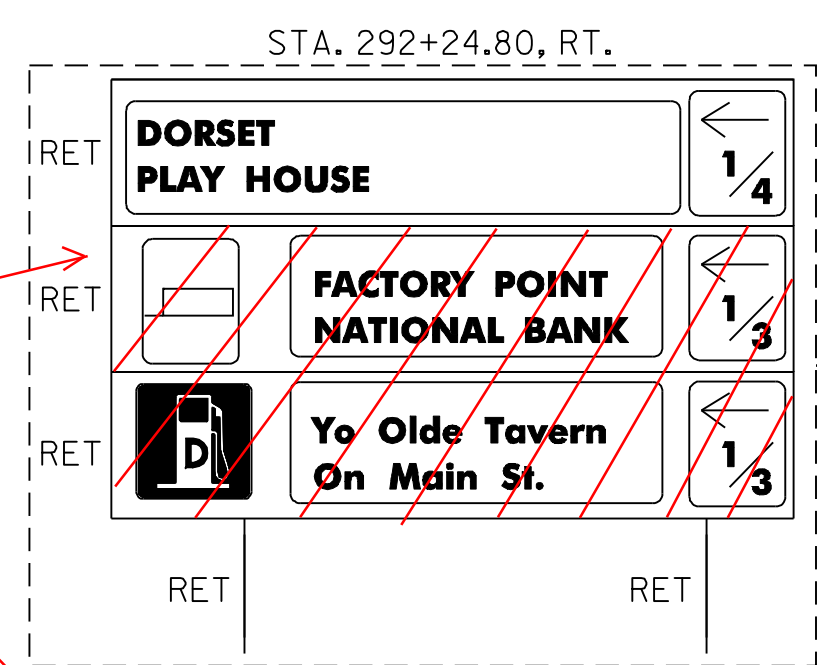 STA. 292+24.80, RT.
RET
DORSET
PLAY HOUSE
1/4
RET
FACTORY POINT
NATIONAL BANK
1/3
RET
D
Yo Olde Tavern
On Main St.
1/3
RET
RET